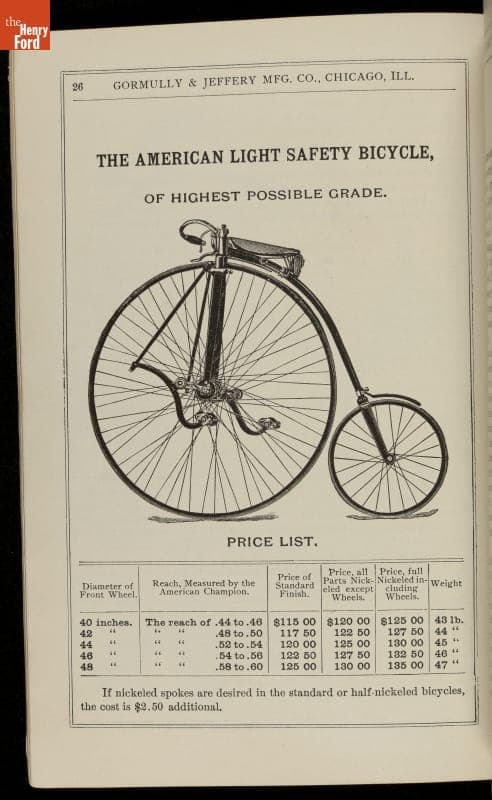 the
Henry
Ford
26 GORMULLY & JEFFERY MFG. CO., CHICAGO, ILL.
THE AMERICAN LIGHT SAFETY BICYCLE,
OF HIGHEST POSSIBLE GRADE.
PRICE LIST.
Diameter of Front Wheel. Reach, Measured by the American Champion. Price of Standard Finish. Price, all Parts Nick-eled except Wheels. Price, full Nickeled in-cluding Wheels. Weight
40 inches. The reach of .44 to .46 $115 00 $120 00 $125 00 43 lb.
42 " " " .48 to .50 117 50 122 50 127 50 44 "
44 " " " .52 to .54 120 00 125 00 130 00 45 "
46 " " " .54 to .56 122 50 127 50 132 50 46 "
48 " " " .58 to .60 125 00 130 00 135 00 47 "
If nickeled spokes are desired in the standard or half-nickeled bicycles,
the cost is $2.50 additional.